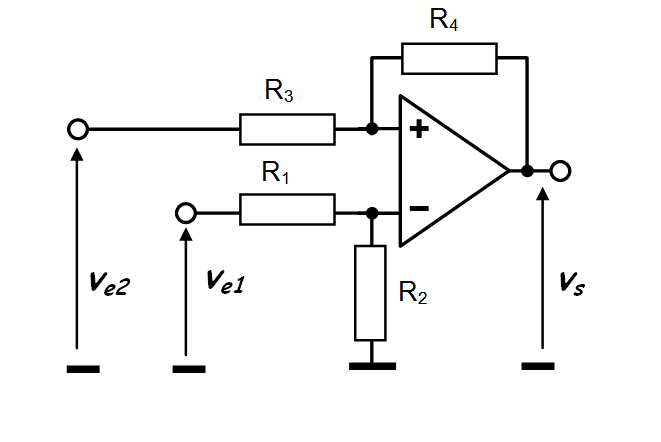 R₄
R₃
+
R₁
−
Ve2
Ve1
R₂
Vs